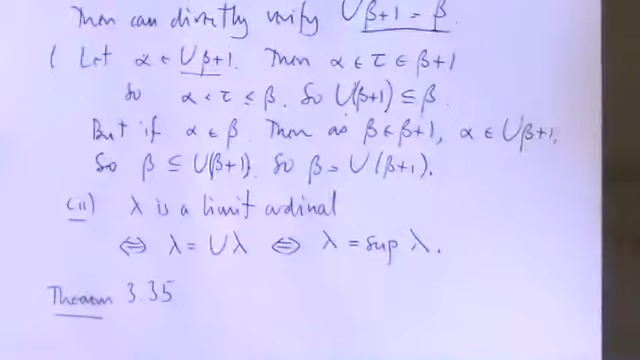 Then can directly verify ∪β+1 = β.
( Let α ∈ ∪β+1. Then α ∈ τ ∈ β+1
So α < τ ≤ β. So ∪(β+1) ⊆ β.
But if α ∈ β. Then as β ∈ β+1, α ∈ ∪β+1.
So β ⊆ ∪(β+1). So β = ∪(β+1).
(ii) λ is a limit ordinal
⇔ λ = ∪λ ⇔ λ = sup λ.
Theorem 3.35